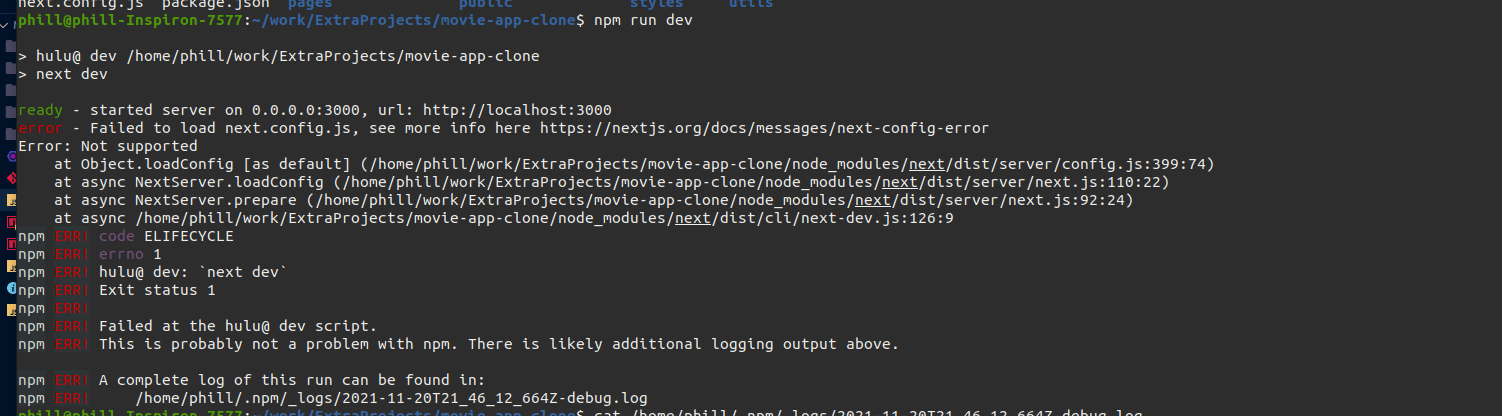 next.config.js package.json pages public styles utils
phill@phill-Inspiron-7577:~/work/ExtraProjects/movie-app-clone$ npm run dev
> hulu@ dev /home/phill/work/ExtraProjects/movie-app-clone
> next dev
ready - started server on 0.0.0.0:3000, url: http://localhost:3000
error - Failed to load next.config.js, see more info here https://nextjs.org/docs/messages/next-config-error
Error: Not supported
    at Object.loadConfig [as default] (/home/phill/work/ExtraProjects/movie-app-clone/node_modules/next/dist/server/config.js:399:74)
    at async NextServer.loadConfig (/home/phill/work/ExtraProjects/movie-app-clone/node_modules/next/dist/server/next.js:110:22)
    at async NextServer.prepare (/home/phill/work/ExtraProjects/movie-app-clone/node_modules/next/dist/server/next.js:92:24)
    at async /home/phill/work/ExtraProjects/movie-app-clone/node_modules/next/dist/cli/next-dev.js:126:9
npm ERR! code ELIFECYCLE
npm ERR! errno 1
npm ERR! hulu@ dev: `next dev`
npm ERR! Exit status 1
npm ERR!
npm ERR! Failed at the hulu@ dev script.
npm ERR! This is probably not a problem with npm. There is likely additional logging output above.
npm ERR! A complete log of this run can be found in:
npm ERR!     /home/phill/.npm/_logs/2021-11-20T21_46_12_664Z-debug.log
phill@phill-Inspiron-7577:~/work/ExtraProjects/movie-app-clone$ cat /home/phill/.npm/_logs/2021-11-20T21_46_12_664Z-debug.log